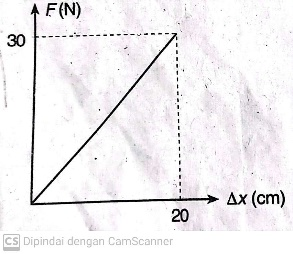 F(N)
30
Δx (cm)
20
CS Dipindai dengan CamScanner